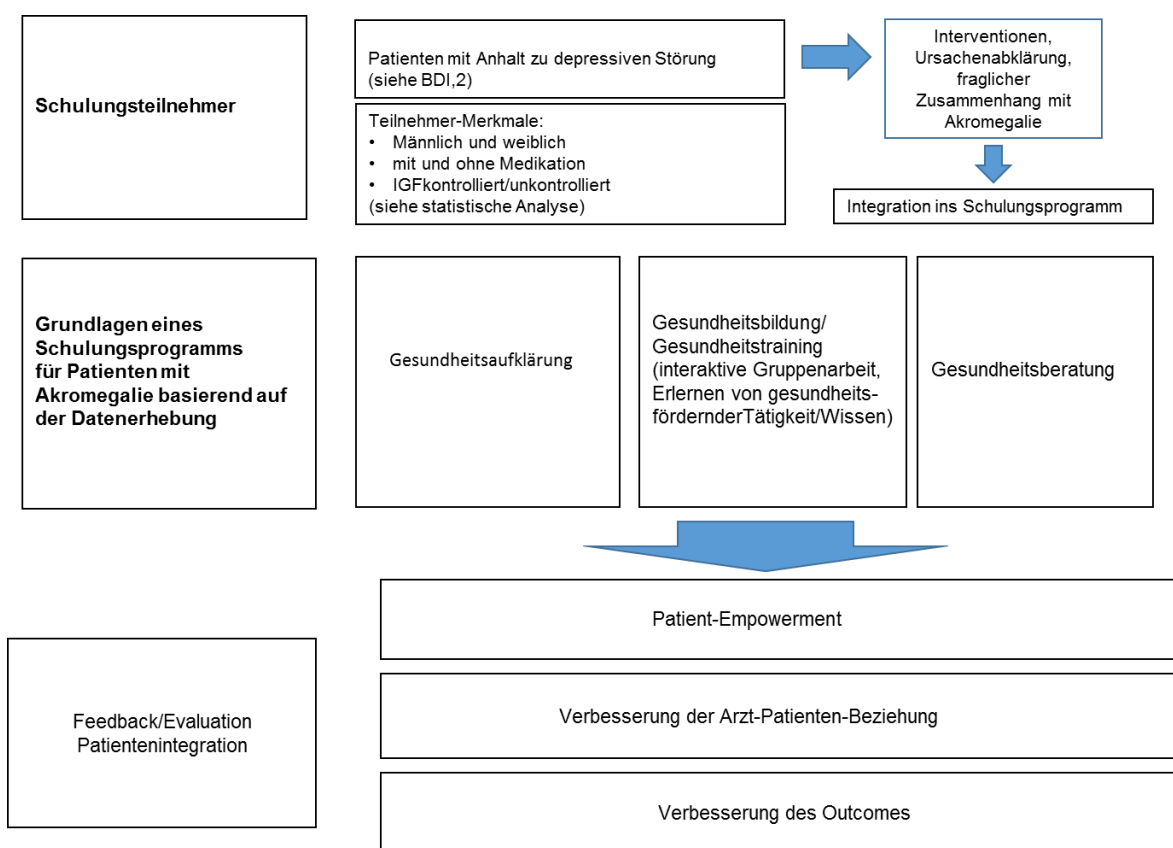 Schulungsteilnehmer
Patienten mit Anhalt zu depressiven Störung
(siehe BDI,2)
Interventionen,
Ursachenabklärung,
fraglicher
Zusammenhang mit
Akromegalie
Teilnehmer-Merkmale:
• Männlich und weiblich
• mit und ohne Medikation
• IGFkontrolliert/unkontrolliert
(siehe statistische Analyse)
Integration ins Schulungsprogramm
Grundlagen eines
Schulungsprogramms
für Patienten mit
Akromegalie basierend auf
der Datenerhebung
Gesundheitsaufklärung
Gesundheitsbildung/
Gesundheitstraining
(interaktive Gruppenarbeit,
Erlernen von gesundheits-
fördernderTätigkeit/Wissen)
Gesundheitsberatung
Patient-Empowerment
Feedback/Evaluation
Patientenintegration
Verbesserung der Arzt-Patienten-Beziehung
Verbesserung des Outcomes